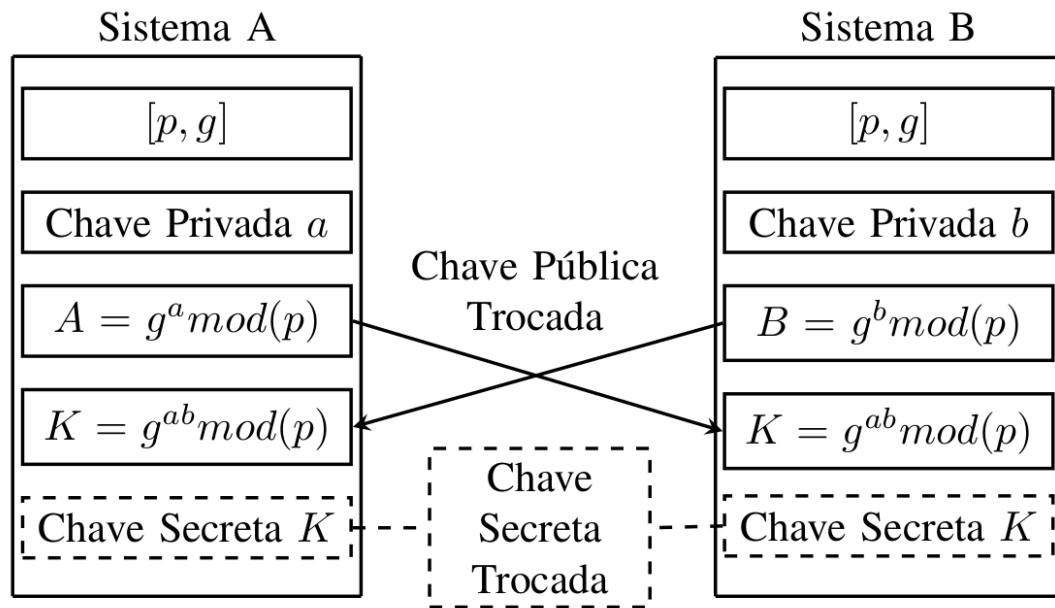 Sistema A
[p, g]
Chave Privada a
A = g^a mod(p)
K = g^{ab} mod(p)
Chave Secreta K
Chave Pública
Trocada
Chave
Secreta
Trocada
Sistema B
[p, g]
Chave Privada b
B = g^b mod(p)
K = g^{ab} mod(p)
Chave Secreta K